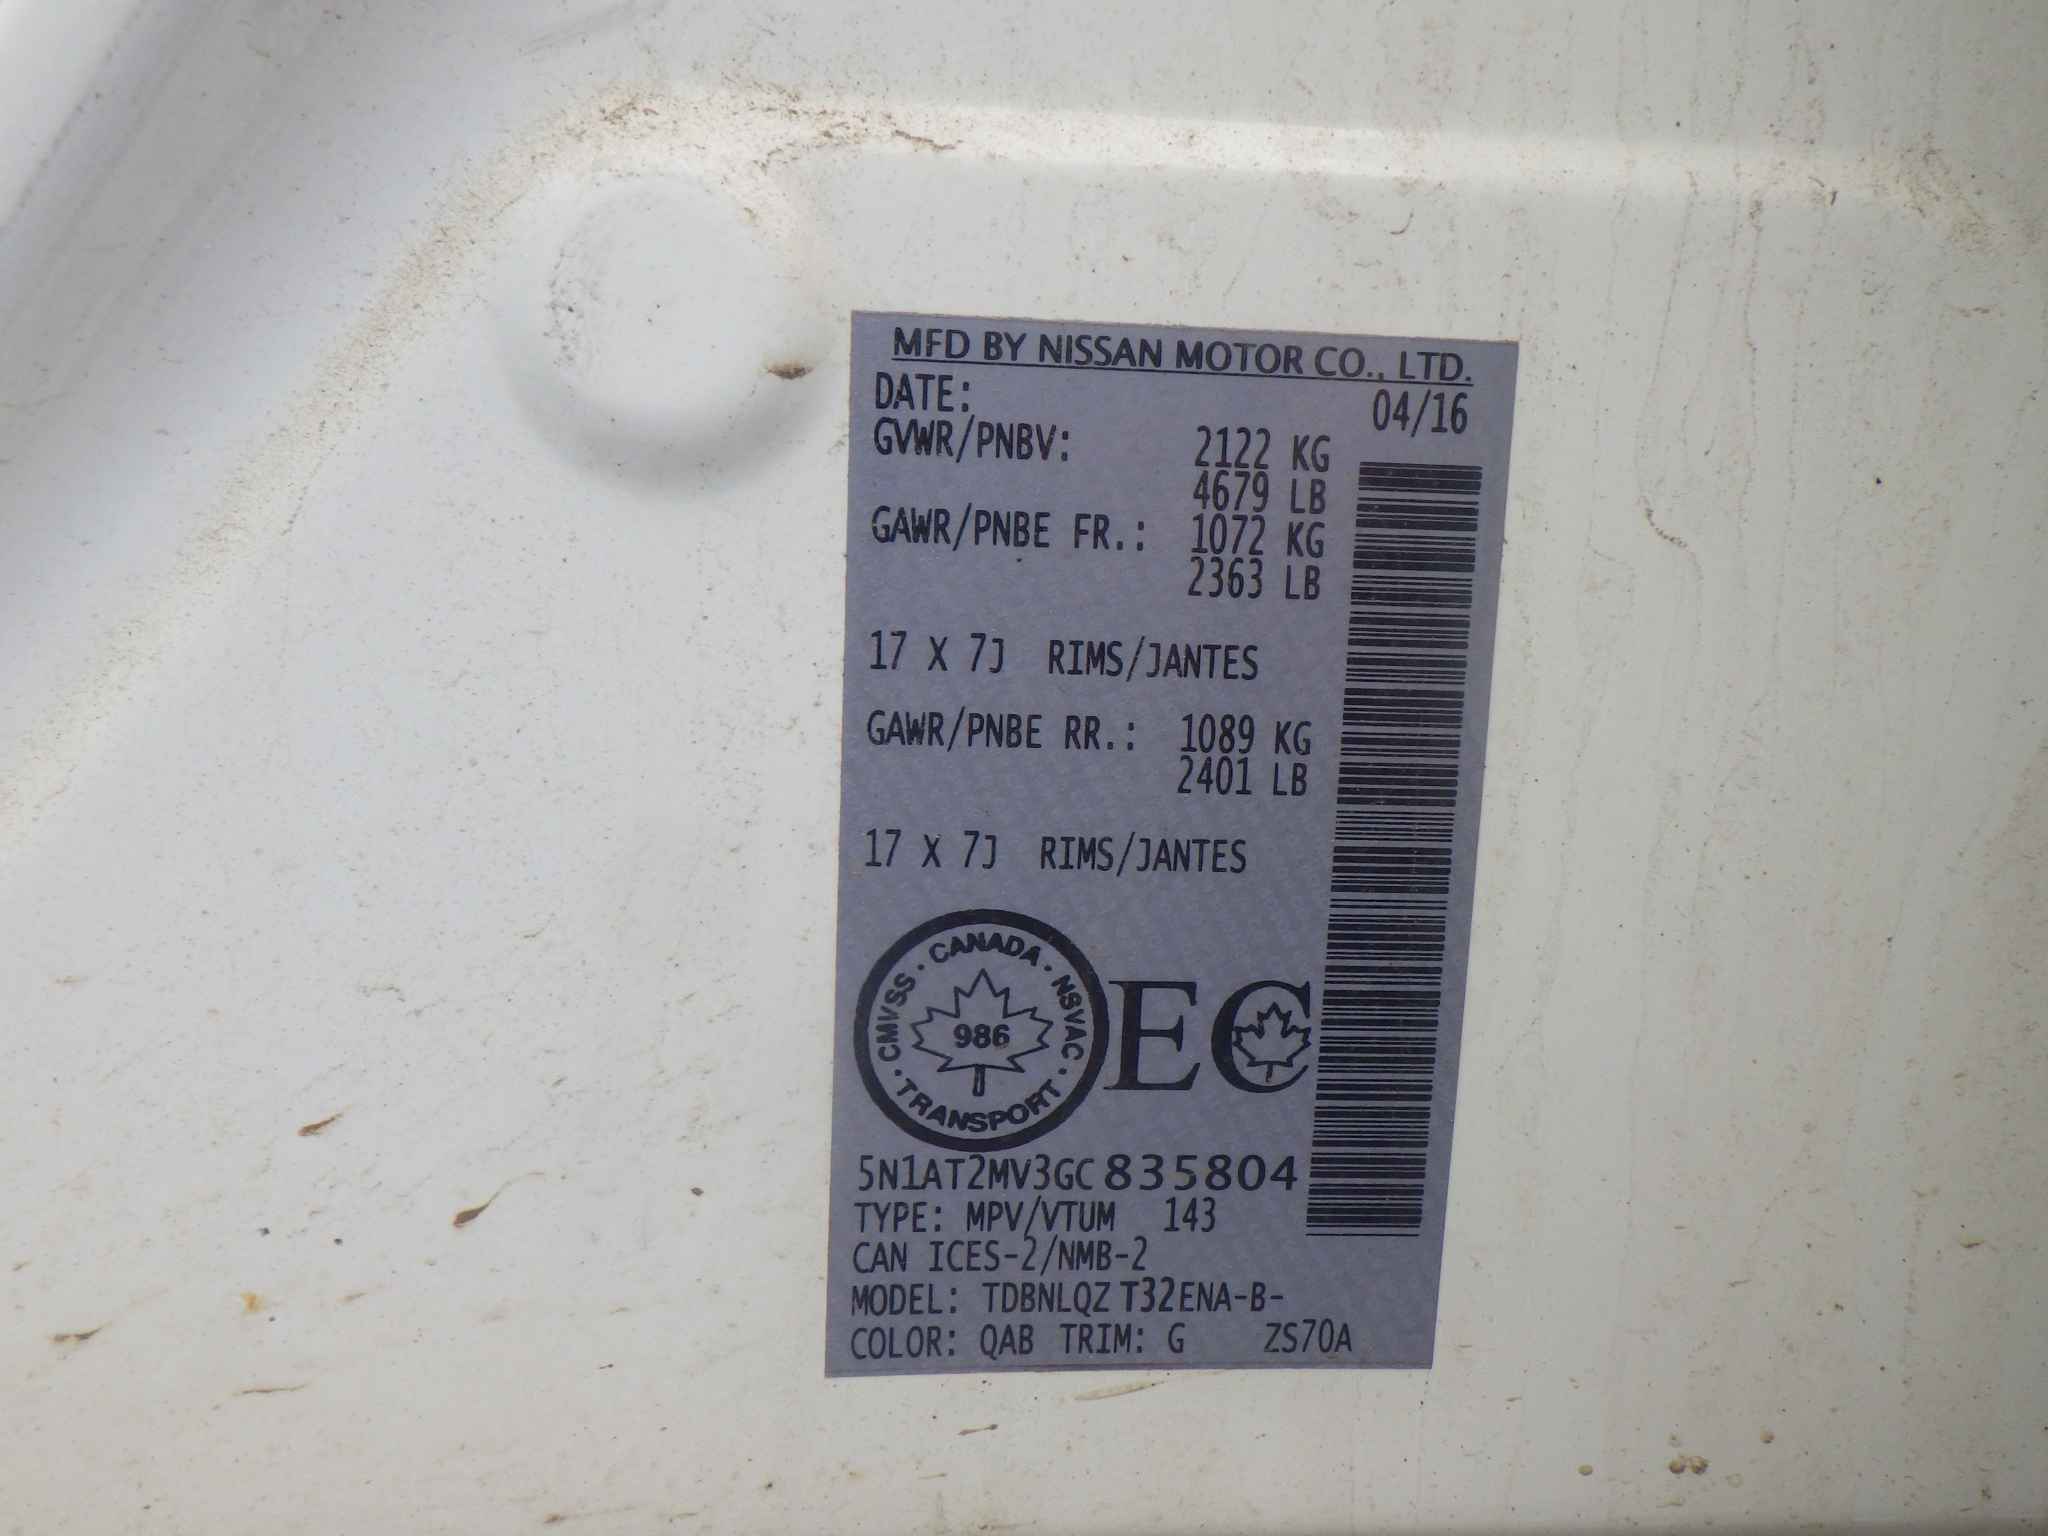 MFD BY NISSAN MOTOR CO., LTD.
DATE: 04/16
GVWR/PNBV: 2122 KG
4679 LB
GAWR/PNBE FR.: 1072 KG
2363 LB
17 X 7J RIMS/JANTES
GAWR/PNBE RR.: 1089 KG
2401 LB
17 X 7J RIMS/JANTES
CMVSS · CANADA · NSVAC · TRANSPORT ·
986
EC
5N1AT2MV3GC835804
TYPE: MPV/VTUM 143
CAN ICES-2/NMB-2
MODEL: TDBNLQZ T32ENA-B-
COLOR: QAB TRIM: G ZS70A